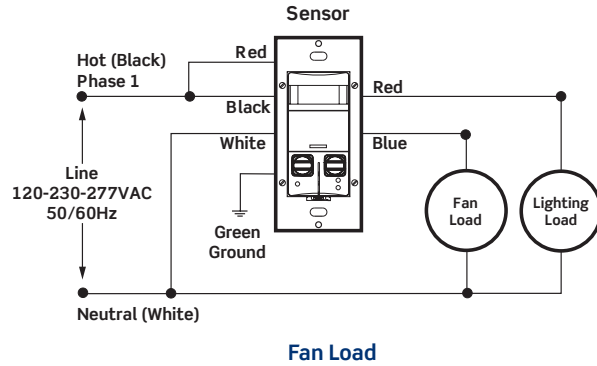 Sensor
Hot (Black)
Phase 1
Red
Black
White
Red
Blue
Line
120-230-277VAC
50/60Hz
Green
Ground
Fan
Load
Lighting
Load
Neutral (White)
Fan Load